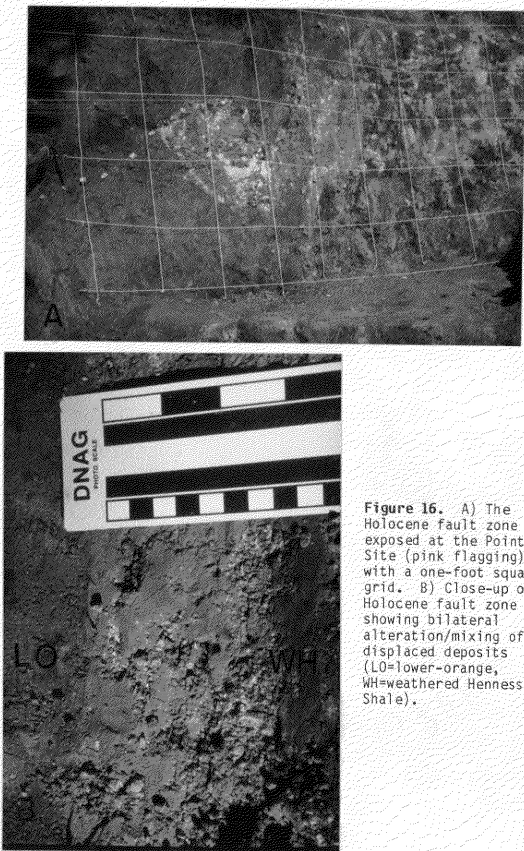 A
DNAG
PHOTO SCALE
LO
WH
B
Figure 16. A) The
Holocene fault zone
exposed at the Point
Site (pink flagging)
with a one-foot squa
grid. B) Close-up o
Holocene fault zone
showing bilateral
alteration/mixing of
displaced deposits
(LO=lower-orange,
WH=weathered Henness
Shale).